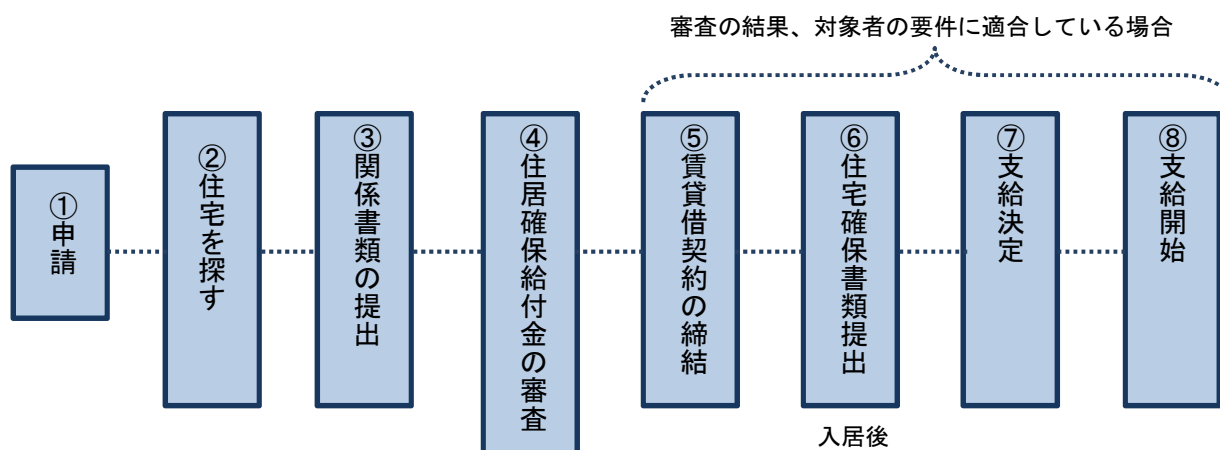 審査の結果、対象者の要件に適合している場合
①申請
②住宅を探す
③関係書類の提出
④住居確保給付金の審査
⑤賃貸借契約の締結
⑥住宅確保書類提出
⑦支給決定
⑧支給開始
入居後